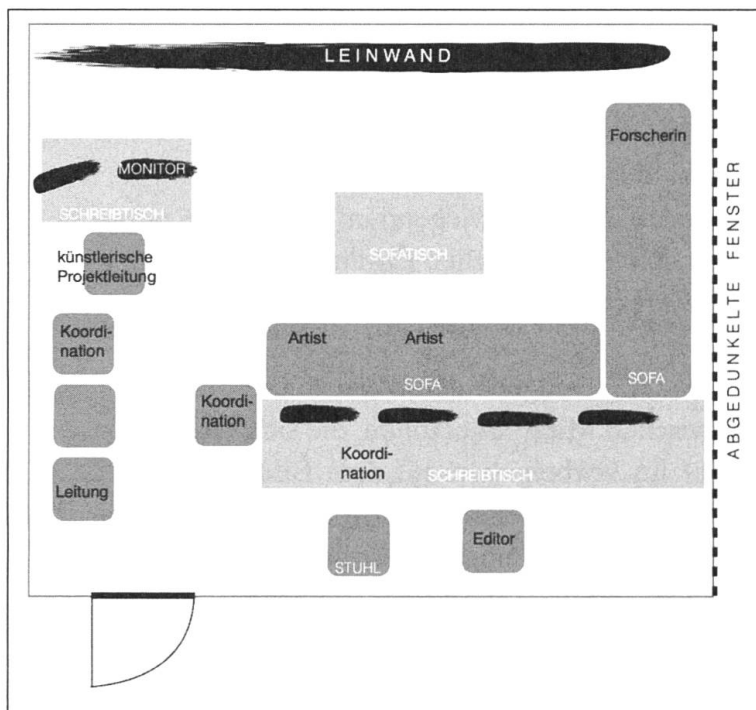 LEINWAND
Forscherin
MONITOR
SCHREIBTISCH
SOFATISCH
künstlerische
Projektleitung
Koordi-
nation
Artist
Artist
SOFA
SOFA
Koordi-
nation
Koordi-
nation
SCHREIBTISCH
Leitung
Editor
STUHL
ABGEDUNKELTE FENSTER